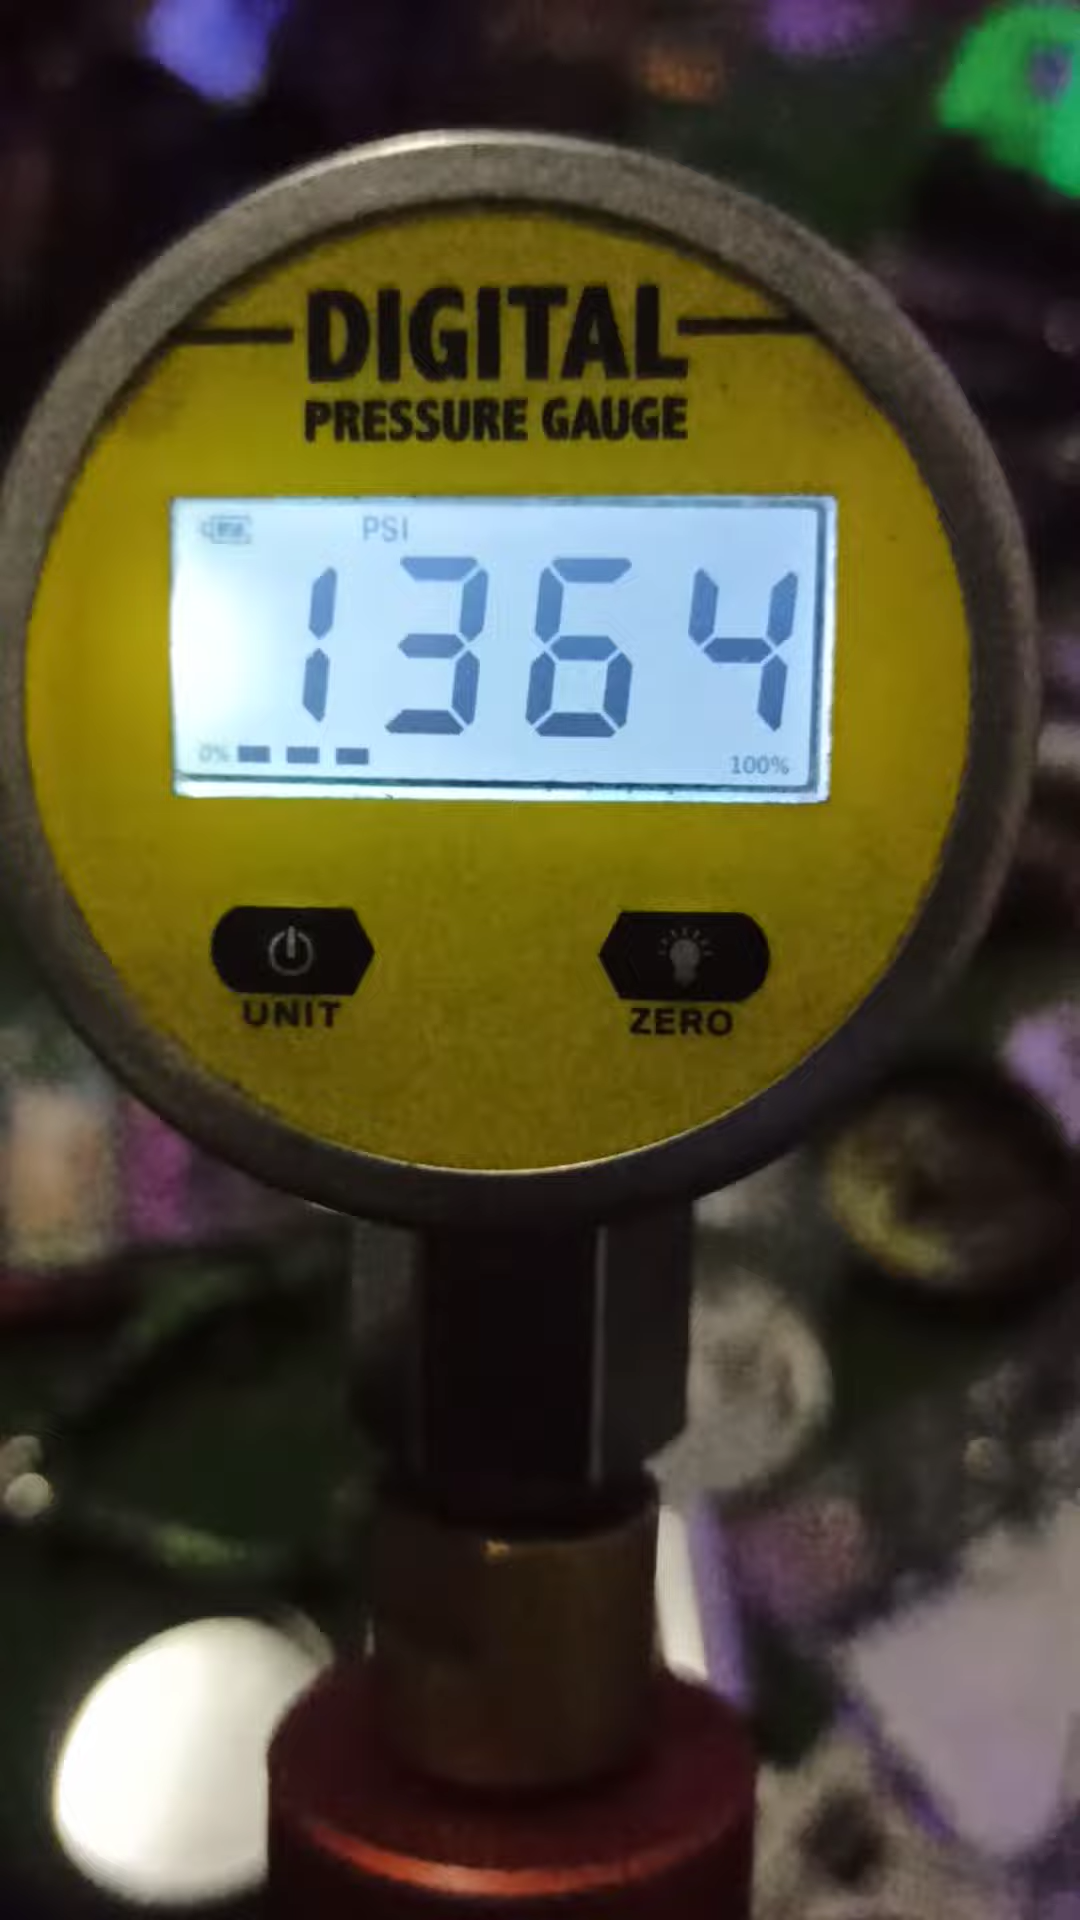 DIGITAL
PRESSURE GAUGE
PSI
1364
0% 100%
UNIT ZERO